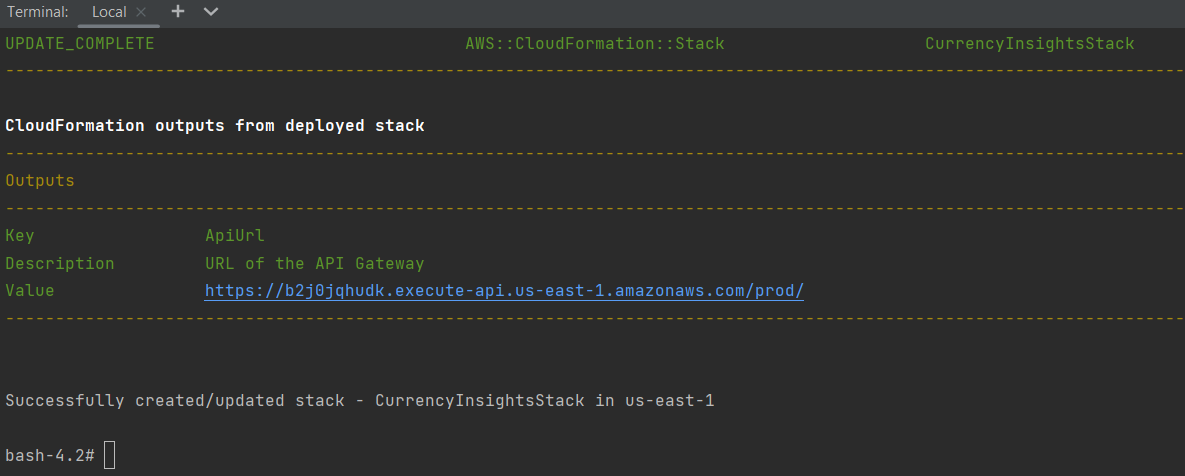 Terminal: Local × + ⌄
UPDATE_COMPLETE AWS::CloudFormation::Stack CurrencyInsightsStack
---------------------------------------------------------------------------------------------------------------------
CloudFormation outputs from deployed stack
---------------------------------------------------------------------------------------------------------------------
Outputs
---------------------------------------------------------------------------------------------------------------------
Key ApiUrl
Description URL of the API Gateway
Value https://b2j0jqhudk.execute-api.us-east-1.amazonaws.com/prod/
---------------------------------------------------------------------------------------------------------------------
Successfully created/updated stack - CurrencyInsightsStack in us-east-1
bash-4.2#